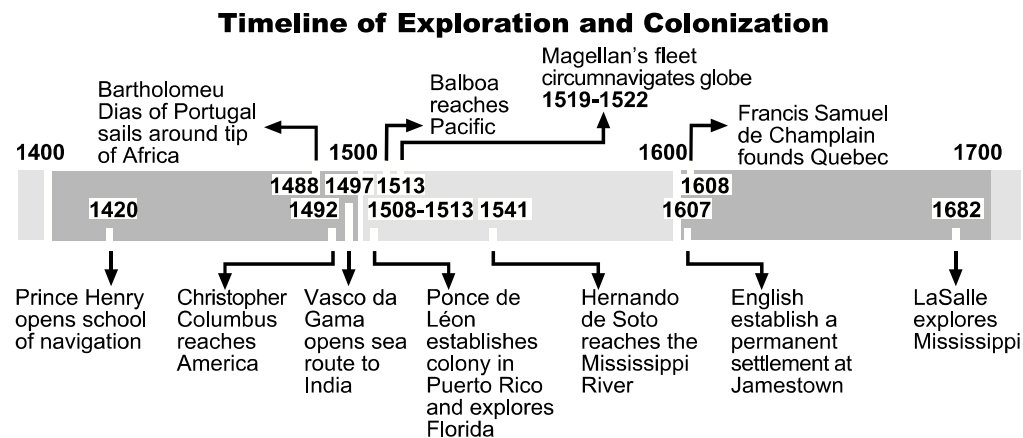 Timeline of Exploration and Colonization
Bartholomeu
Dias of Portugal
sails around tip
of Africa
Balboa
reaches
Pacific
Magellan’s fleet
circumnavigates globe
1519-1522
Francis Samuel
de Champlain
founds Quebec
1400
1500
1600
1700
1488
1497
1513
1608
1420
1492
1508-1513
1541
1607
1682
Prince Henry
opens school
of navigation
Christopher
Columbus
reaches
America
Vasco da
Gama
opens sea
route to
India
Ponce de
Léon
establishes
colony in
Puerto Rico
and explores
Florida
Hernando
de Soto
reaches the
Mississippi
River
English
establish a
permanent
settlement at
Jamestown
LaSalle
explores
Mississippi